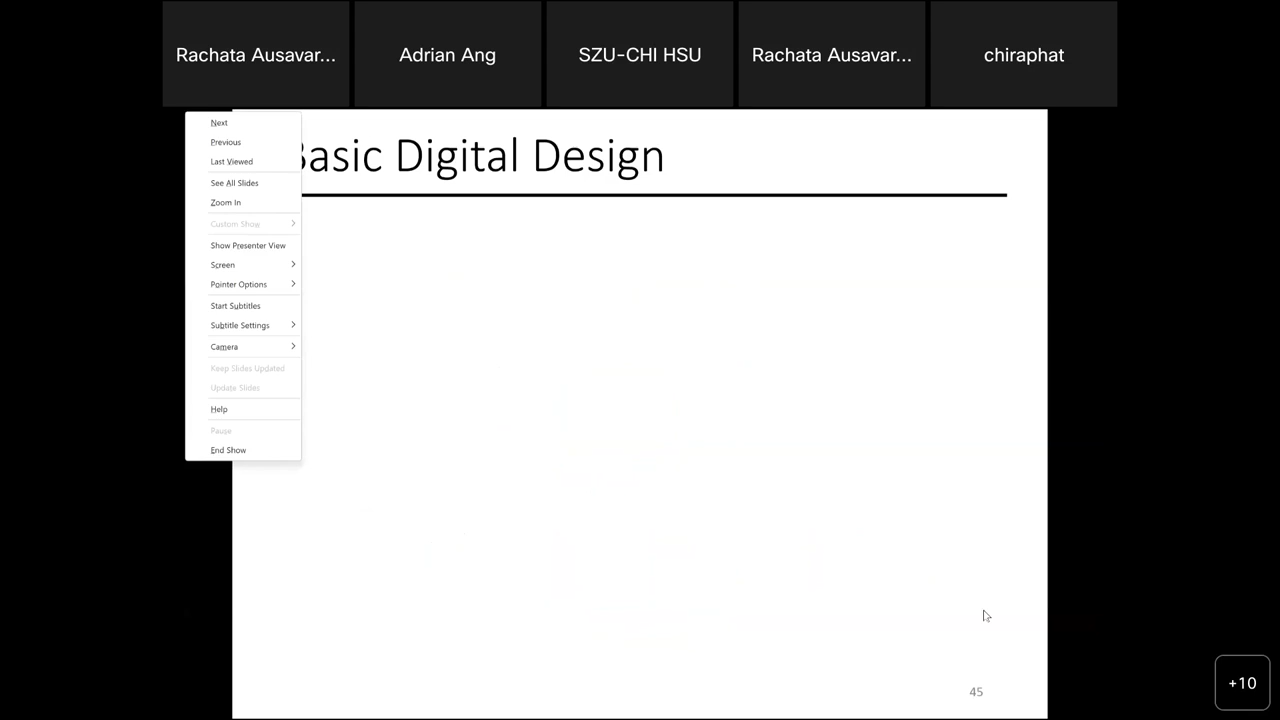 Rachata Ausavar...
Adrian Ang
SZU-CHI HSU
Rachata Ausavar...
chiraphat
Basic Digital Design
Next
Previous
Last Viewed
See All Slides
Zoom In
Custom Show
Show Presenter View
Screen
Pointer Options
Start Subtitles
Subtitle Settings
Camera
Keep Slides Updated
Update Slides
Help
Pause
End Show
45
+10